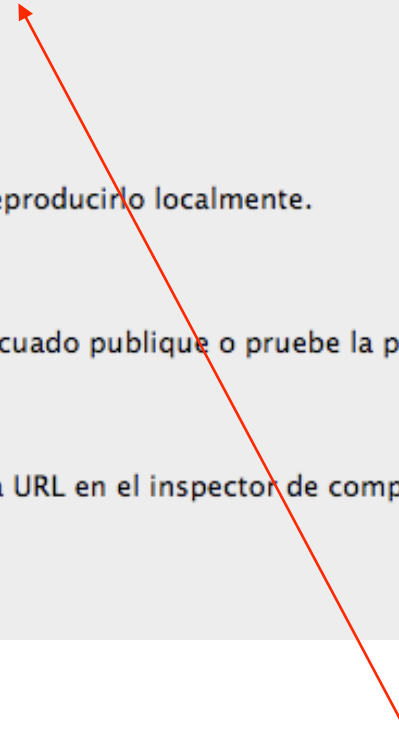 eproducirlo localmente.
cuado publique o pruebe la p
URL en el inspector de comp